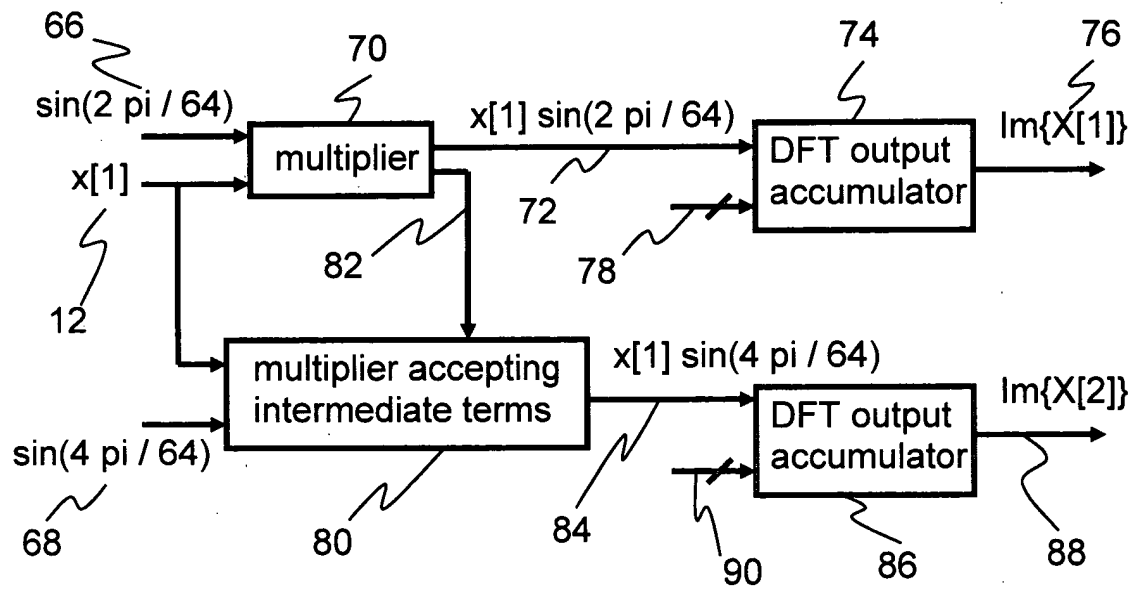 66
70
74
76
sin(2 pi / 64)
x[1] sin(2 pi / 64)
Im{X[1]}
multiplier
DFT output
accumulator
x[1]
72
82
78
12
multiplier accepting
intermediate terms
x[1] sin(4 pi / 64)
Im{X[2]}
DFT output
accumulator
sin(4 pi / 64)
68
80
84
90
86
88